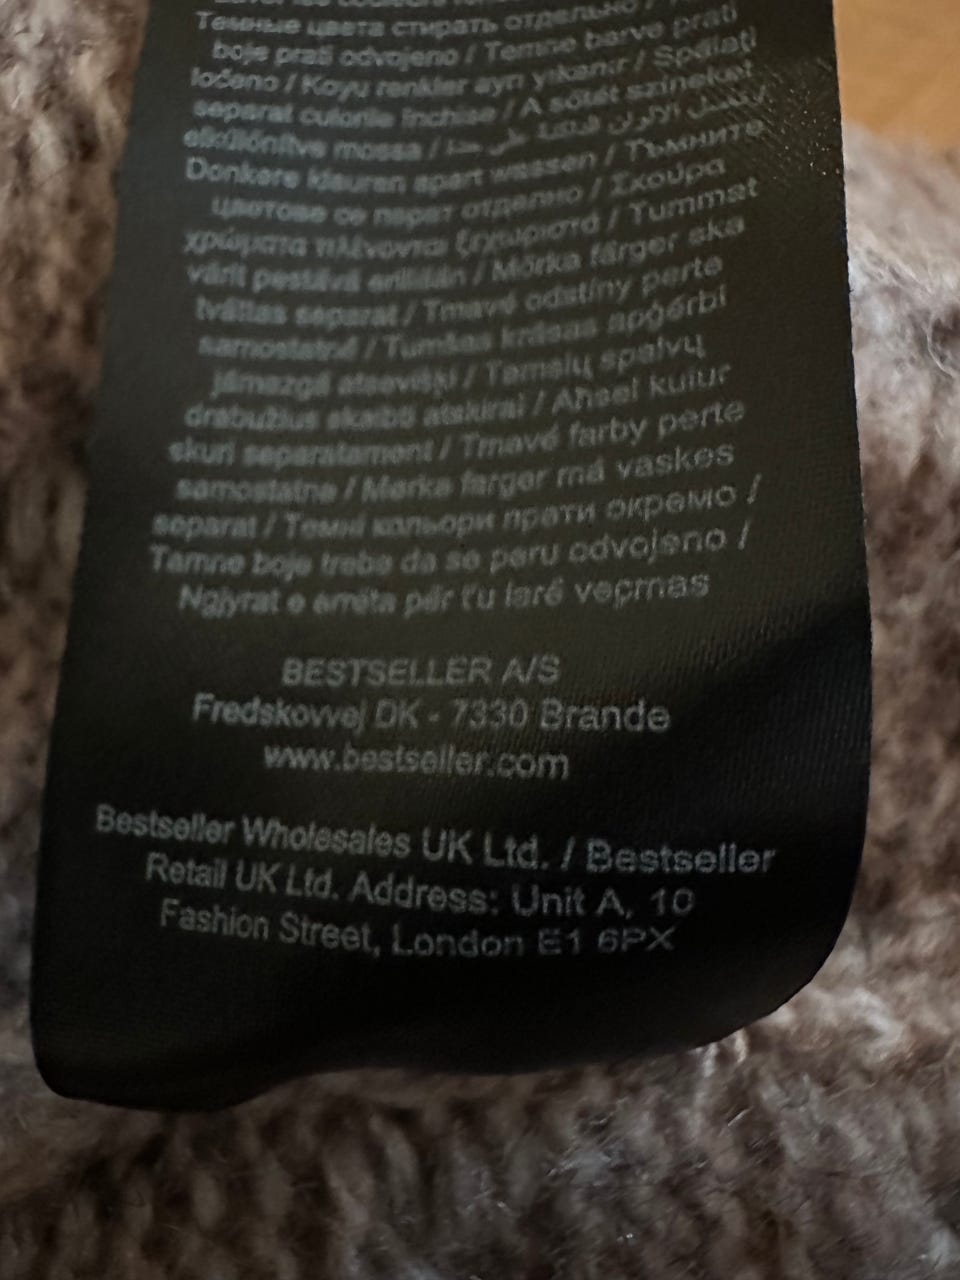 Темные цвета стирать отдельно /
boje prati odvojeno / Temne barve prati
ločeno / Koyu renkler ayrı yıkanır / Spălați
separat culorile închise / A sötét színeket
elkülönítve mossa /
Donkere kleuren apart wassen / Тъмните
цветове се перат отделно / Σκούρα
χρώματα πλένονται ξεχωριστά / Tummat
värit pestävä erillään / Mörka färger ska
tvättas separat / Tmavé odstíny perte
samostatně / Tumšas krāsas apģērbi
jāmazgā atsevišķi / Tamsių spalvų
drabužius skalbti atskirai / Aħsel kulur
skuri separatament / Tmavé farby perte
samostatne / Mørke farger må vaskes
separat / Темні кольори прати окремо /
Tamne boje treba da se peru odvojeno /
Ngjyrat e errëta për t'u larë veçmas
BESTSELLER A/S
Fredskovvej DK - 7330 Brande
www.bestseller.com
Bestseller Wholesales UK Ltd. / Bestseller
Retail UK Ltd. Address: Unit A, 10
Fashion Street, London E1 6PX